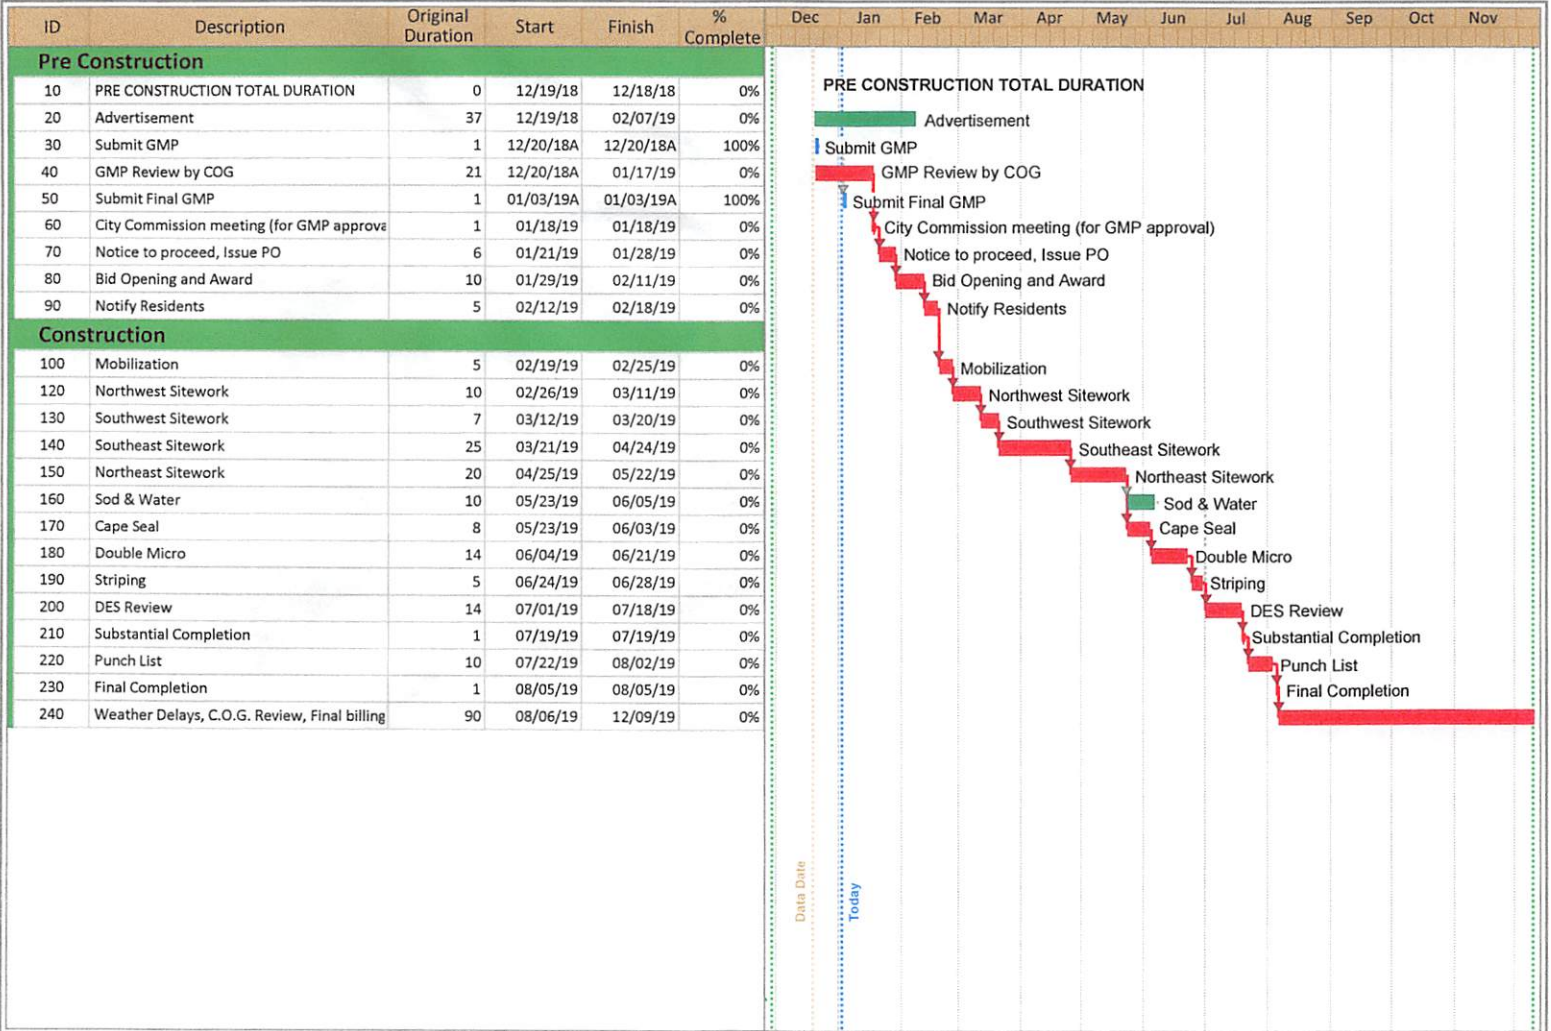 ID Description Original Duration Start Finish % Complete Dec Jan Feb Mar Apr May Jun Jul Aug Sep Oct Nov
Pre Construction
10 PRE CONSTRUCTION TOTAL DURATION 0 12/19/18 12/18/18 0% PRE CONSTRUCTION TOTAL DURATION
20 Advertisement 37 12/19/18 02/07/19 0% Advertisement
30 Submit GMP 1 12/20/18A 12/20/18A 100% Submit GMP
40 GMP Review by COG 21 12/20/18A 01/17/19 0% GMP Review by COG
50 Submit Final GMP 1 01/03/19A 01/03/19A 100% Submit Final GMP
60 City Commission meeting (for GMP approva 1 01/18/19 01/18/19 0% City Commission meeting (for GMP approval)
70 Notice to proceed, Issue PO 6 01/21/19 01/28/19 0% Notice to proceed, Issue PO
80 Bid Opening and Award 10 01/29/19 02/11/19 0% Bid Opening and Award
90 Notify Residents 5 02/12/19 02/18/19 0% Notify Residents
Construction
100 Mobilization 5 02/19/19 02/25/19 0% Mobilization
120 Northwest Sitework 10 02/26/19 03/11/19 0% Northwest Sitework
130 Southwest Sitework 7 03/12/19 03/20/19 0% Southwest Sitework
140 Southeast Sitework 25 03/21/19 04/24/19 0% Southeast Sitework
150 Northeast Sitework 20 04/25/19 05/22/19 0% Northeast Sitework
160 Sod & Water 10 05/23/19 06/05/19 0% Sod & Water
170 Cape Seal 8 05/23/19 06/03/19 0% Cape Seal
180 Double Micro 14 06/04/19 06/21/19 0% Double Micro
190 Striping 5 06/24/19 06/28/19 0% Striping
200 DES Review 14 07/01/19 07/18/19 0% DES Review
210 Substantial Completion 1 07/19/19 07/19/19 0% Substantial Completion
220 Punch List 10 07/22/19 08/02/19 0% Punch List
230 Final Completion 1 08/05/19 08/05/19 0% Final Completion
240 Weather Delays, C.O.G. Review, Final billing 90 08/06/19 12/09/19 0%
Data Date
Today